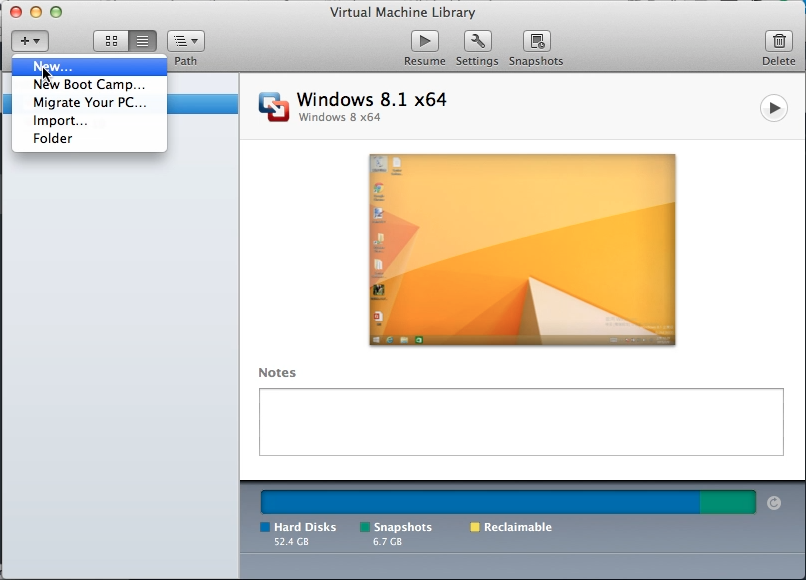 Virtual Machine Library
Path
Resume
Settings
Snapshots
Delete
New...
New Boot Camp...
Migrate Your PC...
Import...
Folder
Windows 8.1 x64
Windows 8 x64
Notes
Hard Disks
52.4 GB
Snapshots
6.7 GB
Reclaimable